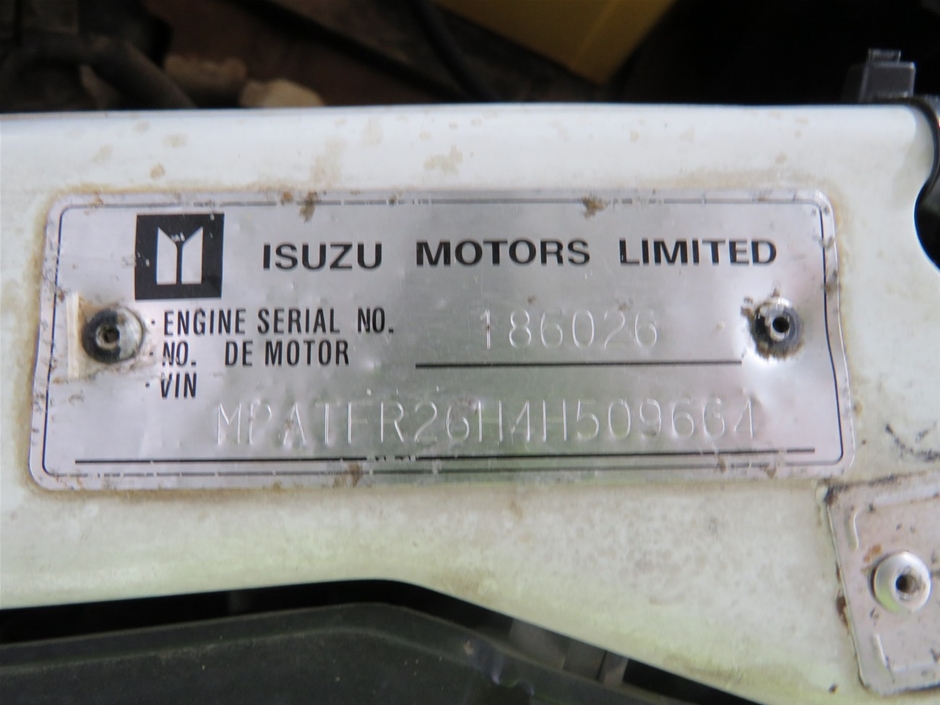 ISUZU MOTORS LIMITED
· ENGINE SERIAL NO. 186026
· NO. DE MOTOR
· VIN
MPATFR26H4H509664